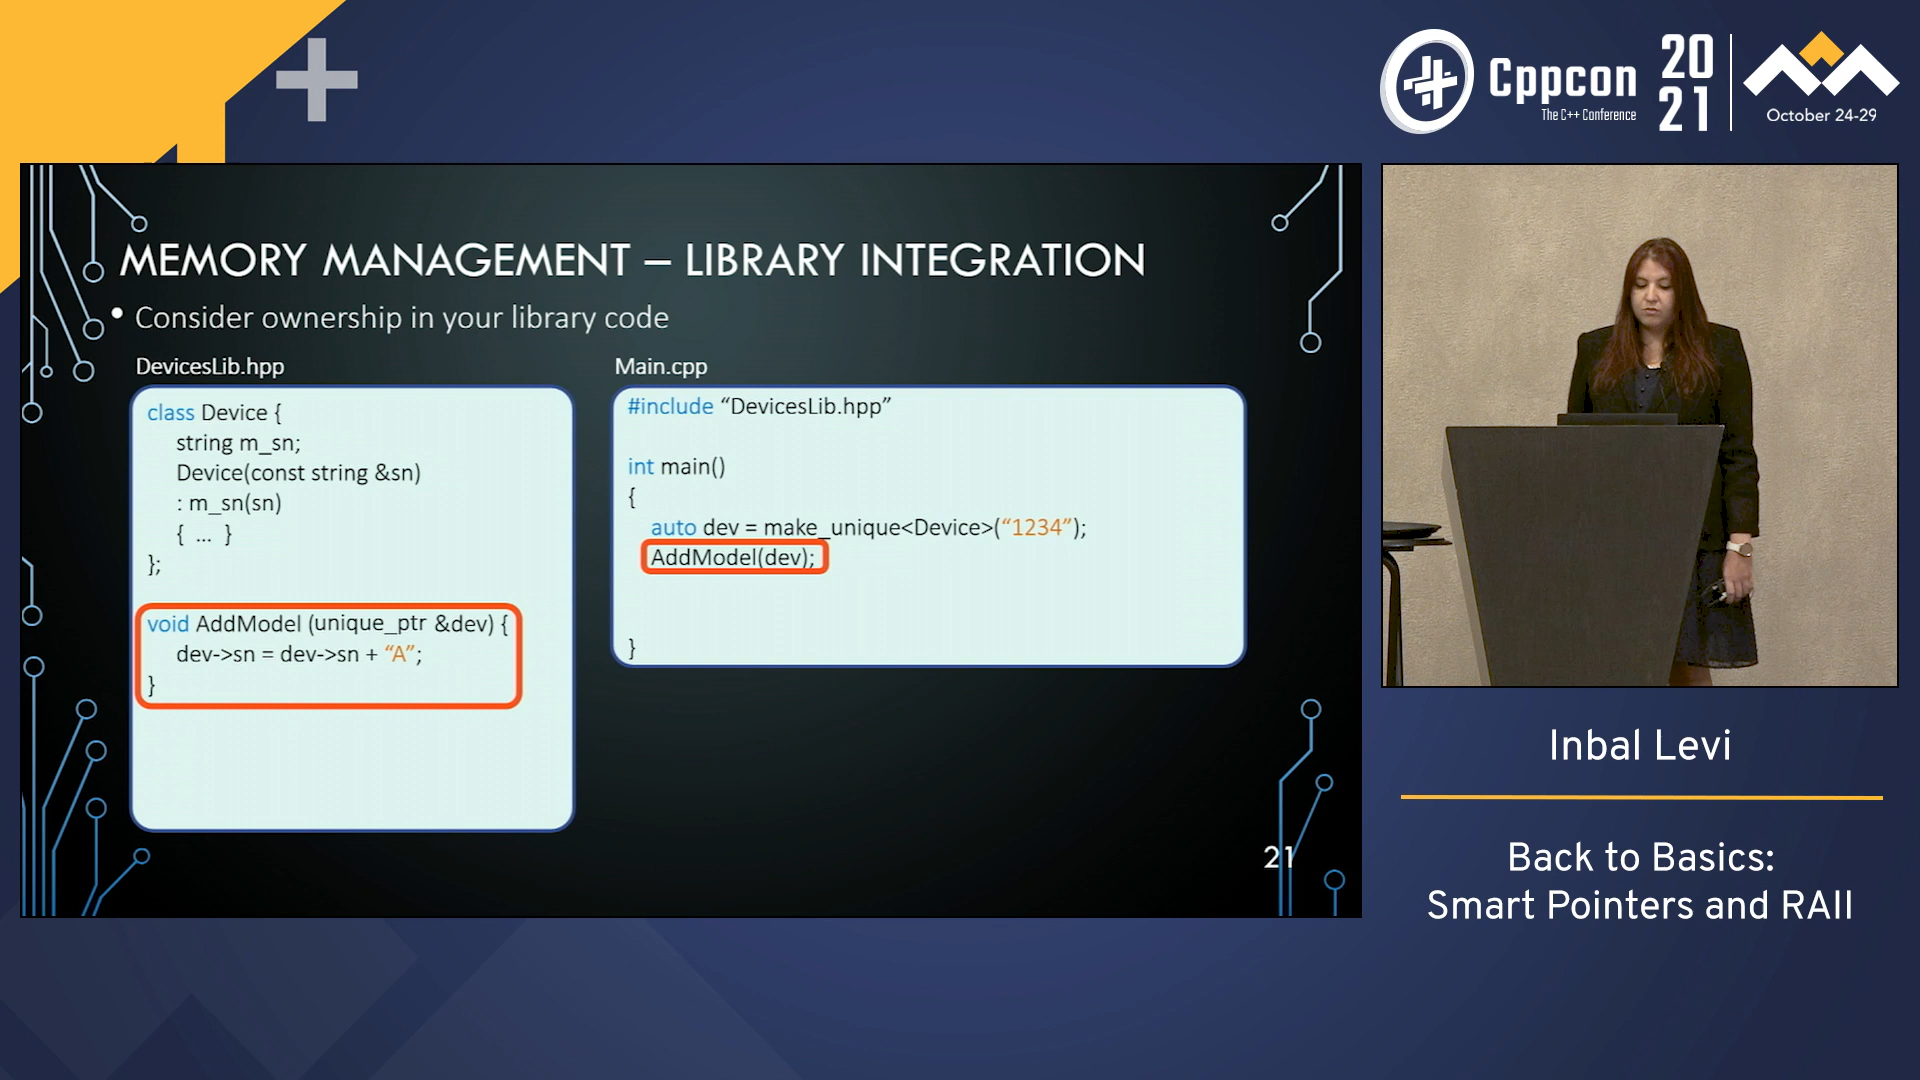 Cppcon
The C++ Conference
20
21
October 24-29
MEMORY MANAGEMENT – LIBRARY INTEGRATION
• Consider ownership in your library code
DevicesLib.hpp
class Device {
string m_sn;
Device(const string &sn)
: m_sn(sn)
{ ... }
};
void AddModel (unique_ptr &dev) {
dev->sn = dev->sn + “A”;
}
Main.cpp
#include “DevicesLib.hpp”
int main()
{
auto dev = make_unique<Device>(“1234”);
AddModel(dev);
}
21
Inbal Levi
Back to Basics:
Smart Pointers and RAII